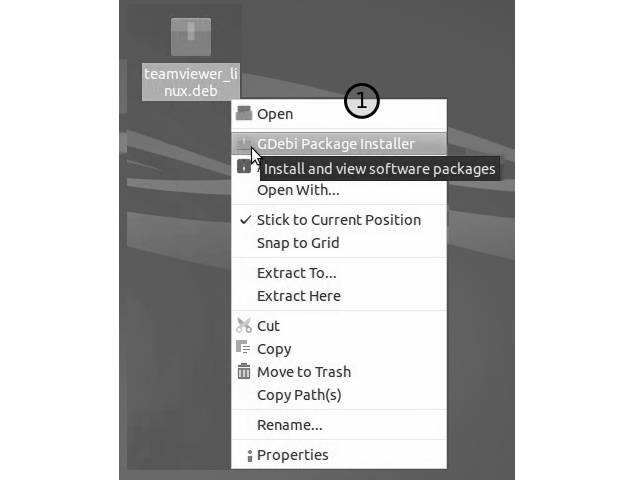 teamviewer_li
nux.deb
1
Open
GDebi Package Installer
Install and view software packages
Open With...
Stick to Current Position
Snap to Grid
Extract To...
Extract Here
Cut
Copy
Move to Trash
Copy Path(s)
Rename...
Properties